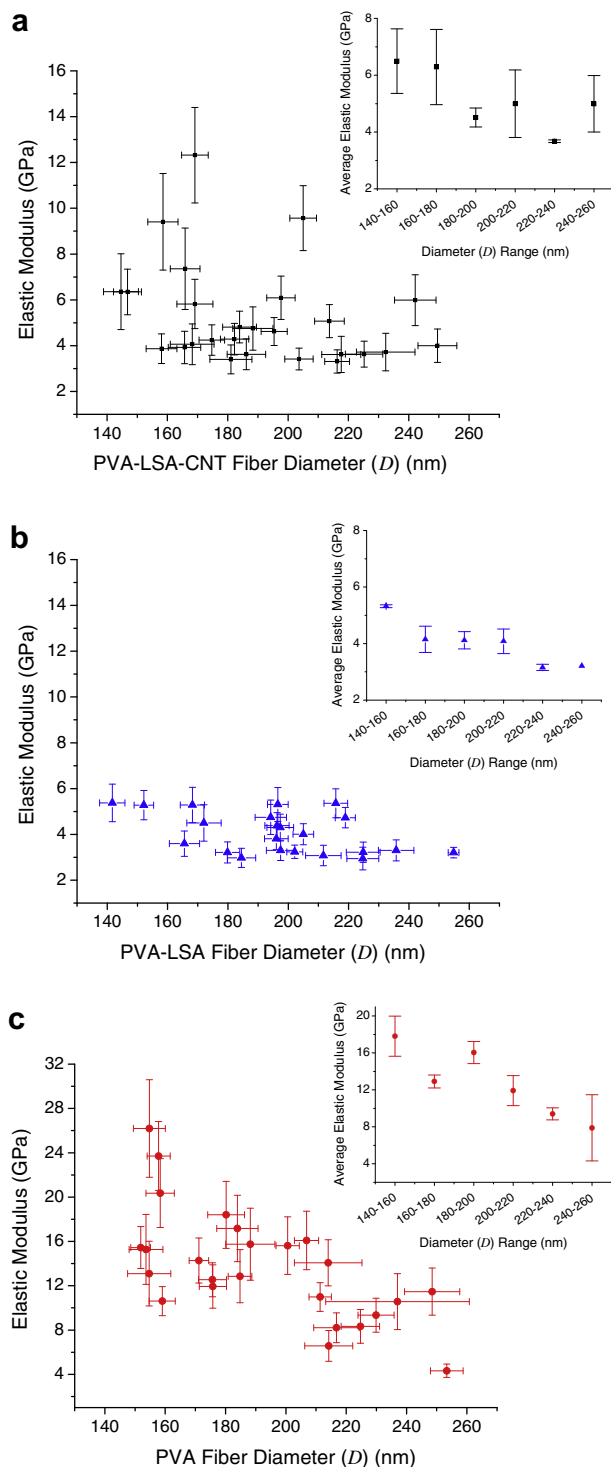 a
Elastic Modulus (GPa)
16
14
12
10
8
6
4
2
140 160 180 200 220 240 260
PVA-LSA-CNT Fiber Diameter (D) (nm)
Average Elastic Modulus (GPa)
8
6
4
2
140-160 160-180 180-200 200-220 220-240 240-260
Diameter (D) Range (nm)
b
Elastic Modulus (GPa)
16
14
12
10
8
6
4
2
140 160 180 200 220 240 260
PVA-LSA Fiber Diameter (D) (nm)
Average Elastic Modulus (GPa)
8
6
4
2
140-160 160-180 180-200 200-220 220-240 240-260
Diameter (D) Range (nm)
c
Elastic Modulus (GPa)
32
28
24
20
16
12
8
4
140 160 180 200 220 240 260
PVA Fiber Diameter (D) (nm)
Average Elastic Modulus (GPa)
20
16
12
8
4
140-160 160-180 180-200 200-220 220-240 240-260
Diameter (D) Range (nm)